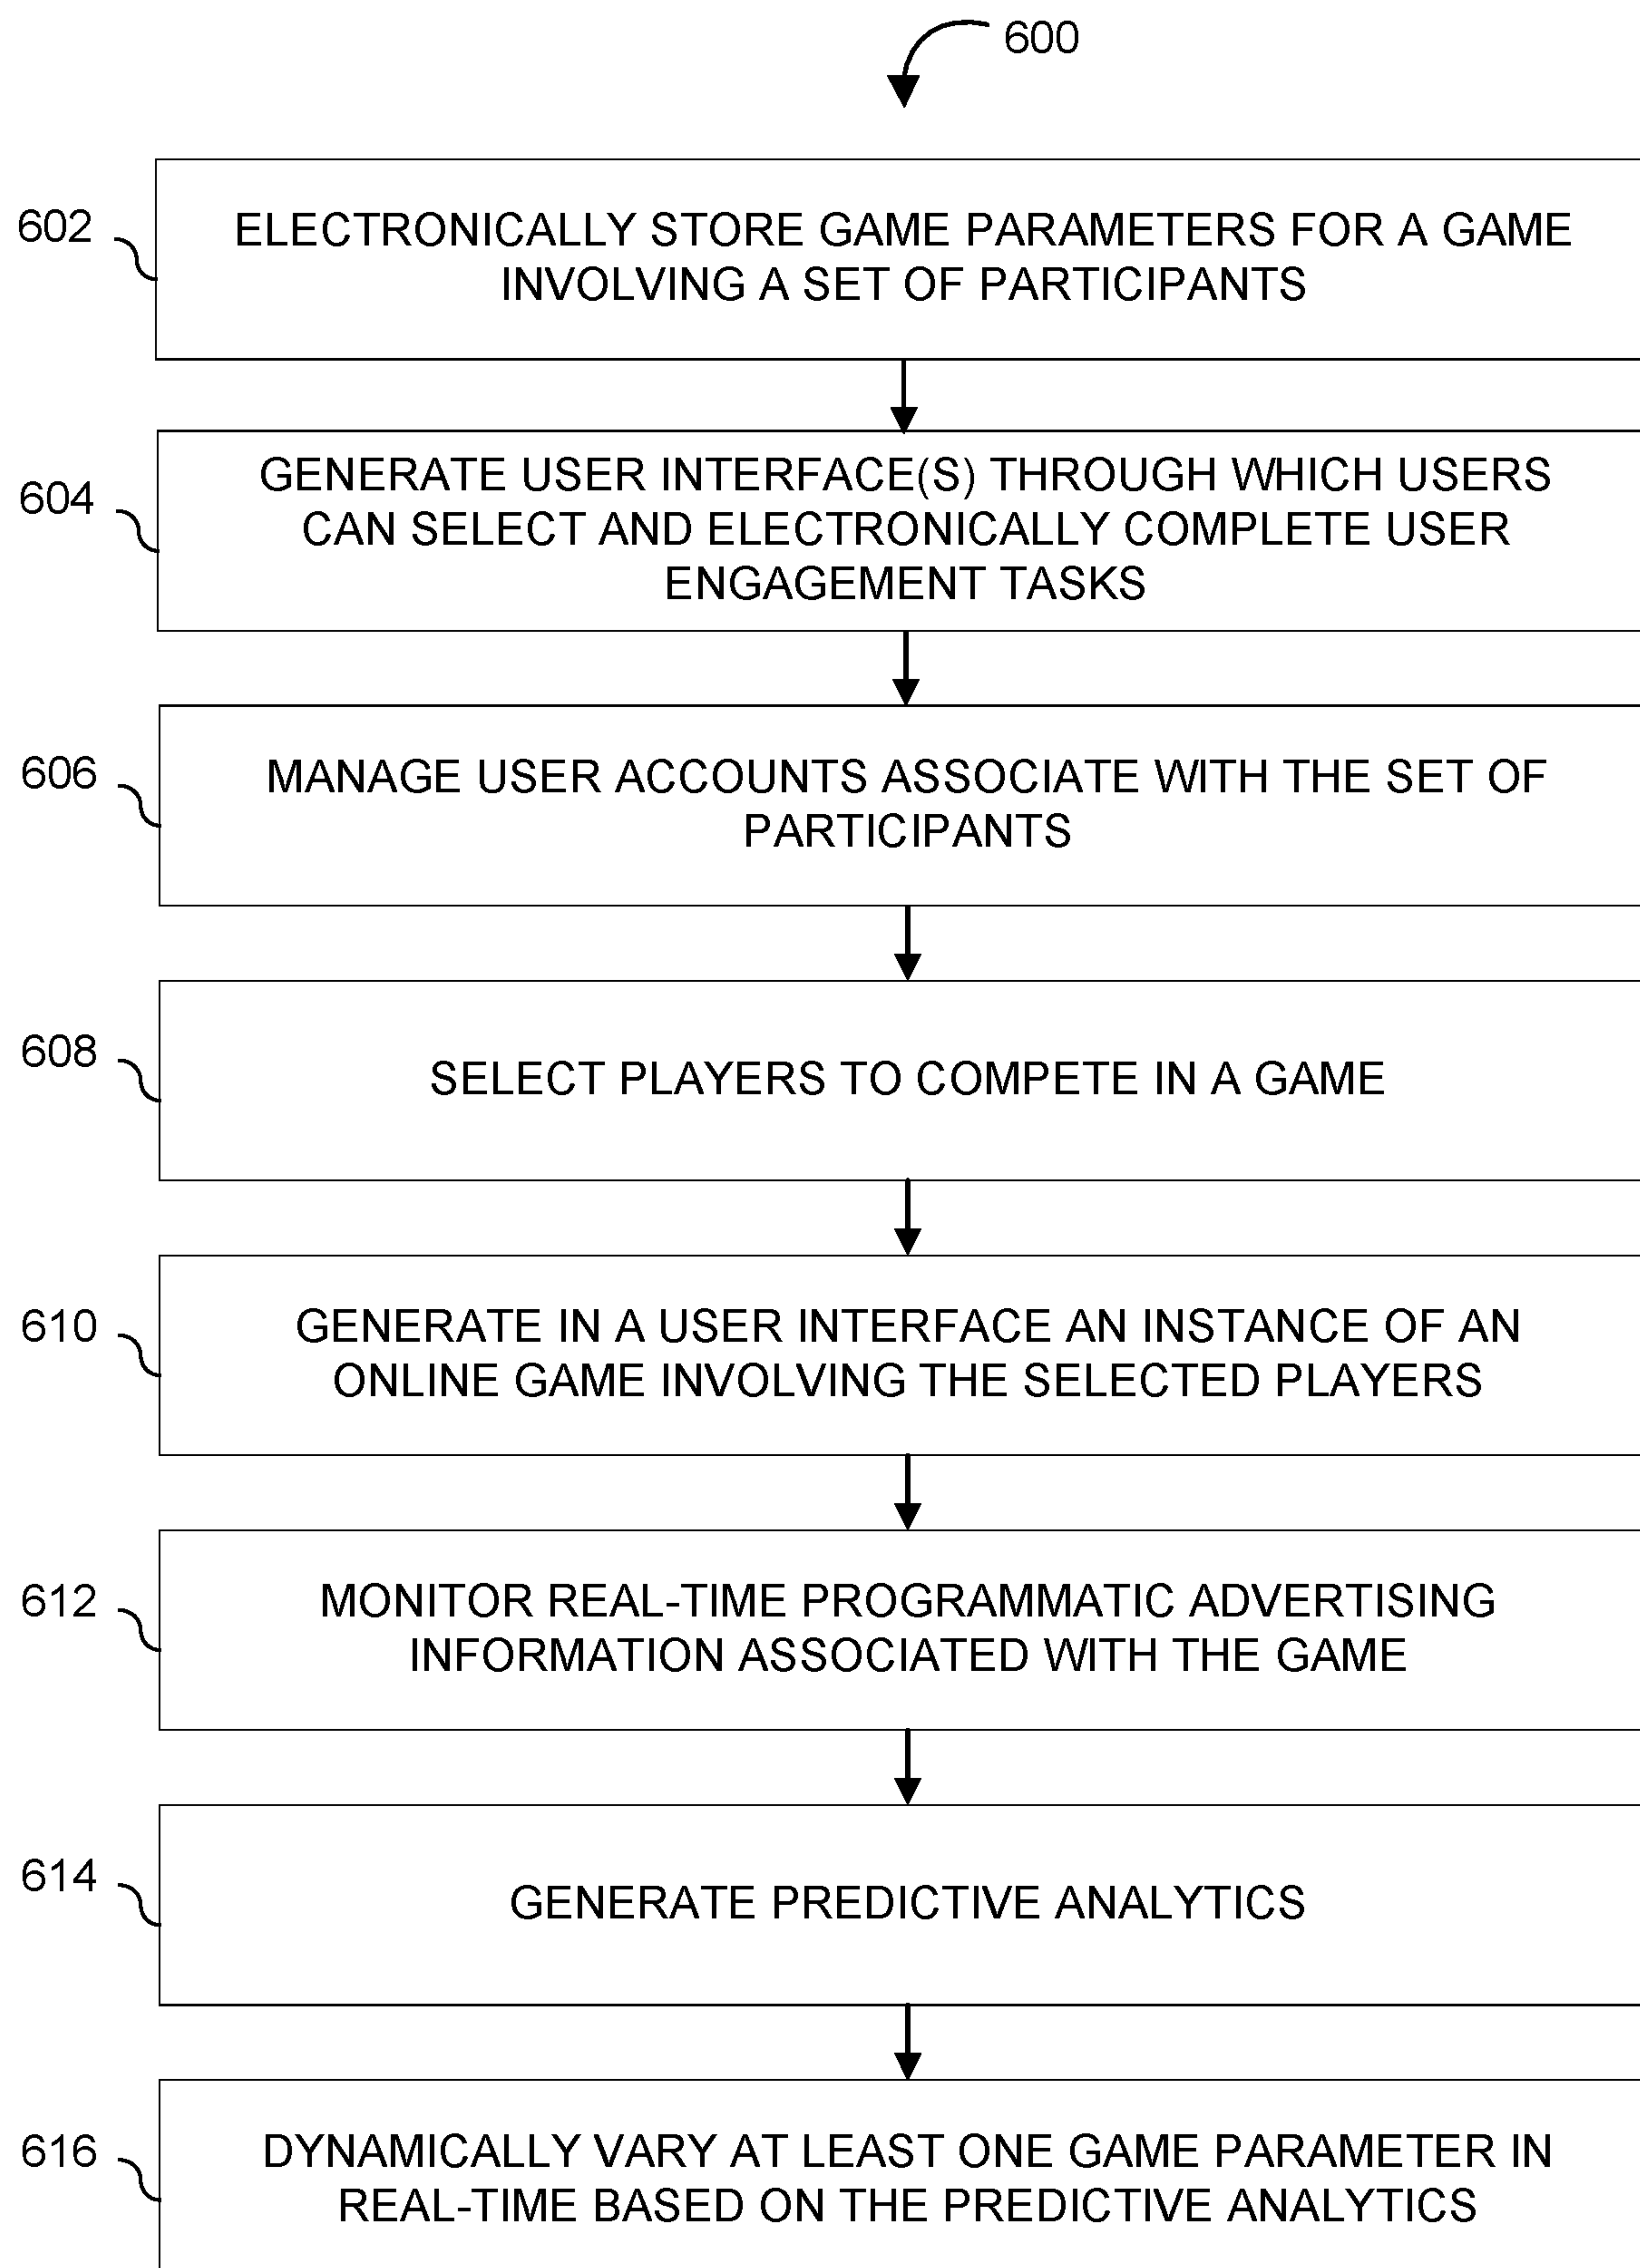 600
602
ELECTRONICALLY STORE GAME PARAMETERS FOR A GAME
INVOLVING A SET OF PARTICIPANTS
604
GENERATE USER INTERFACE(S) THROUGH WHICH USERS
CAN SELECT AND ELECTRONICALLY COMPLETE USER
ENGAGEMENT TASKS
606
MANAGE USER ACCOUNTS ASSOCIATE WITH THE SET OF
PARTICIPANTS
608
SELECT PLAYERS TO COMPETE IN A GAME
610
GENERATE IN A USER INTERFACE AN INSTANCE OF AN
ONLINE GAME INVOLVING THE SELECTED PLAYERS
612
MONITOR REAL-TIME PROGRAMMATIC ADVERTISING
INFORMATION ASSOCIATED WITH THE GAME
614
GENERATE PREDICTIVE ANALYTICS
616
DYNAMICALLY VARY AT LEAST ONE GAME PARAMETER IN
REAL-TIME BASED ON THE PREDICTIVE ANALYTICS